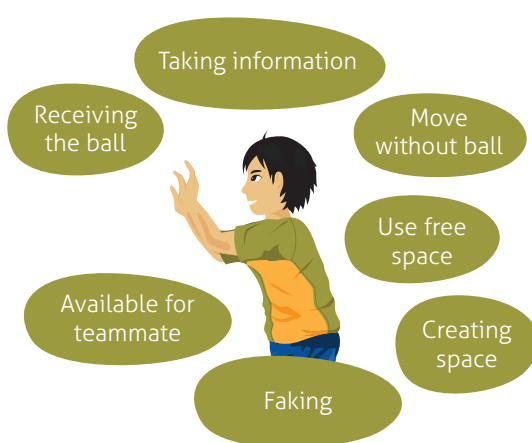 Taking information
Receiving
the ball
Move
without ball
Use free
space
Available for
teammate
Creating
space
Faking